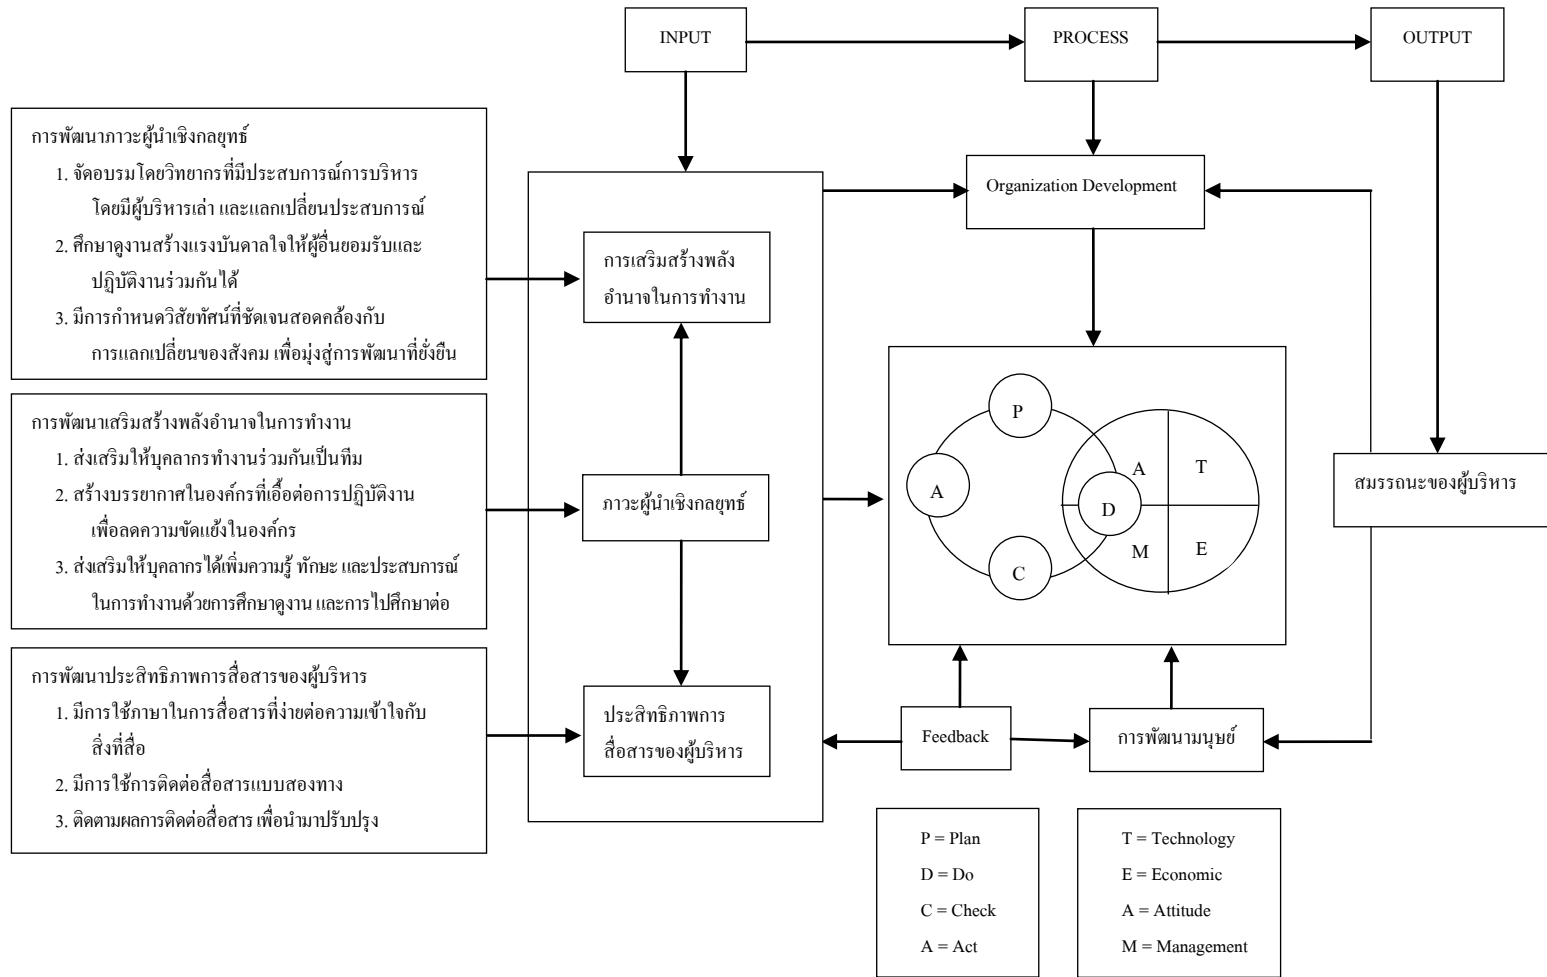 INPUT
PROCESS
OUTPUT
การพัฒนาภาวะผู้นำเชิงกลยุทธ์
1. จัดอบรมโดยวิทยากรที่มีประสบการณ์การบริหาร
โดยมีผู้บริหารเล่า และแลกเปลี่ยนประสบการณ์
2. ศึกษาดูงานสร้างแรงบันดาลใจให้ผู้อื่นยอมรับและ
ปฏิบัติงานร่วมกันได้
3. มีการกำหนดวิสัยทัศน์ที่ชัดเจนสอดคล้องกับ
การแลกเปลี่ยนของสังคม เพื่อมุ่งสู่การพัฒนาที่ยั่งยืน
การพัฒนาเสริมสร้างพลังอำนาจในการทำงาน
1. ส่งเสริมให้บุคลากรทำงานร่วมกันเป็นทีม
2. สร้างบรรยากาศในองค์กรที่เอื้อต่อการปฏิบัติงาน
เพื่อลดความขัดแย้งในองค์กร
3. ส่งเสริมให้บุคลากรได้เพิ่มความรู้ ทักษะ และประสบการณ์
ในการทำงานด้วยการศึกษาดูงาน และการไปศึกษาต่อ
การพัฒนาประสิทธิภาพการสื่อสารของผู้บริหาร
1. มีการใช้ภาษาในการสื่อสารที่ง่ายต่อความเข้าใจกับ
สิ่งที่สื่อ
2. มีการใช้การติดต่อสื่อสารแบบสองทาง
3. ติดตามผลการติดต่อสื่อสาร เพื่อนำมาปรับปรุง
การเสริมสร้างพลัง
อำนาจในการทำงาน
ภาวะผู้นำเชิงกลยุทธ์
ประสิทธิภาพการ
สื่อสารของผู้บริหาร
Organization Development
P
A
D
C
A
T
M
E
สมรรถนะของผู้บริหาร
Feedback
การพัฒนามนุษย์
P = Plan
D = Do
C = Check
A = Act
T = Technology
E = Economic
A = Attitude
M = Management